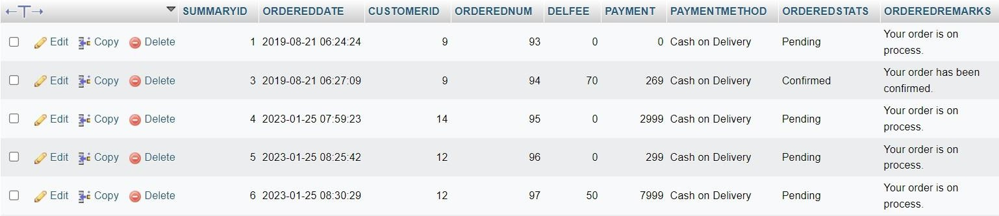 SUMMARYID ORDEREDDATE CUSTOMERID ORDEREDNUM DELFEE PAYMENT PAYMENTMETHOD ORDEREDSTATS ORDEREDREMARKS
Edit Copy Delete 1 2019-08-21 06:24:24 9 93 0 0 Cash on Delivery Pending Your order is on
process.
Edit Copy Delete 3 2019-08-21 06:27:09 9 94 70 269 Cash on Delivery Confirmed Your order has been
confirmed.
Edit Copy Delete 4 2023-01-25 07:59:23 14 95 0 2999 Cash on Delivery Pending Your order is on
process.
Edit Copy Delete 5 2023-01-25 08:25:42 12 96 0 299 Cash on Delivery Pending Your order is on
process.
Edit Copy Delete 6 2023-01-25 08:30:29 12 97 50 7999 Cash on Delivery Pending Your order is on
process.